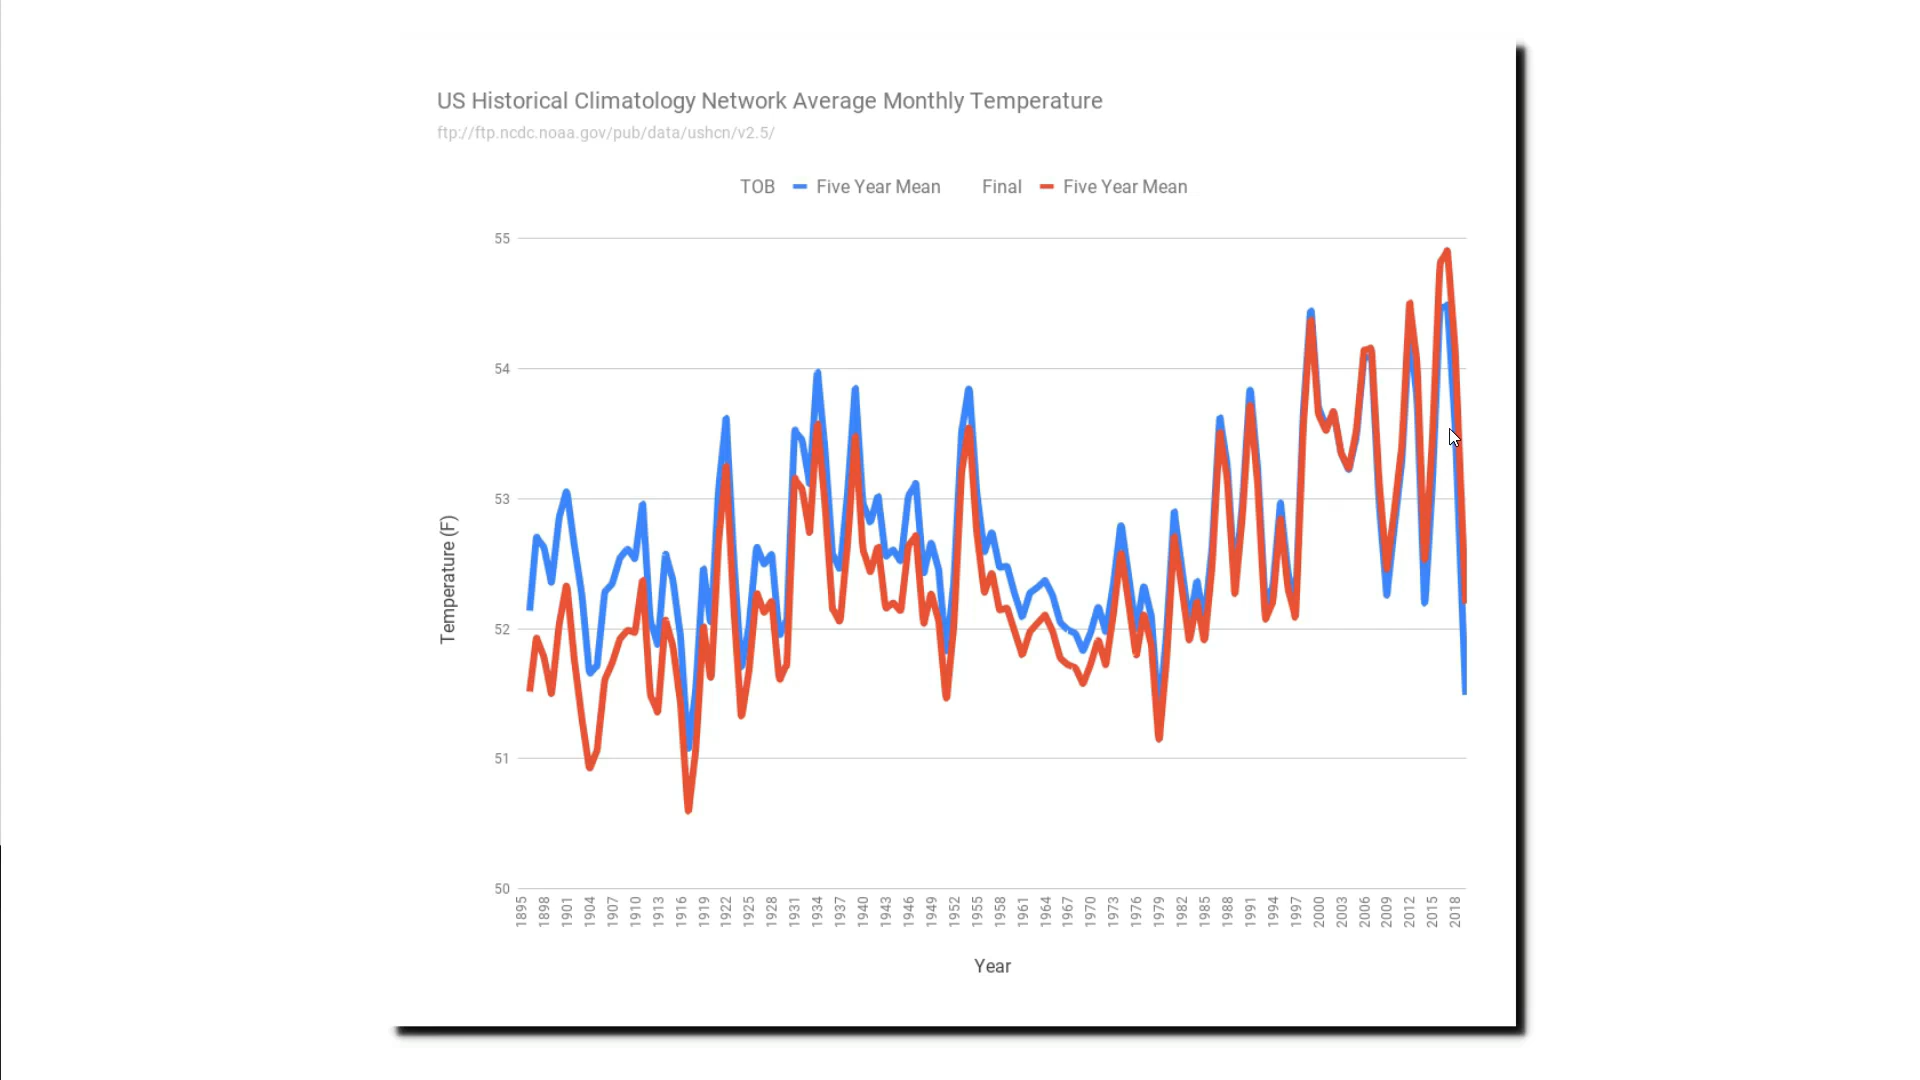 US Historical Climatology Network Average Monthly Temperature
ftp://ftp.ncdc.noaa.gov/pub/data/ushcn/v2.5/
TOB Five Year Mean Final Five Year Mean
55
54
53
52
51
50
Temperature (F)
1895 1898 1901 1904 1907 1910 1913 1916 1919 1922 1925 1928 1931 1934 1937 1940 1943 1946 1949 1952 1955 1958 1961 1964 1967 1970 1973 1976 1979 1982 1985 1988 1991 1994 1997 2000 2003 2006 2009 2012 2015 2018
Year